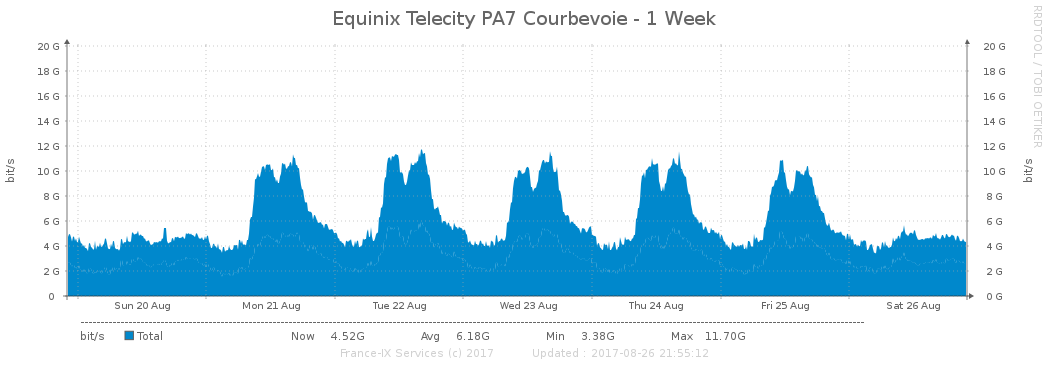 Equinix Telecity PA7 Courbevoie - 1 Week
RRDTOOL / TOBI OETIKER
bit/s
20 G
18 G
16 G
14 G
12 G
10 G
8 G
6 G
4 G
2 G
0
20 G
18 G
16 G
14 G
12 G
10 G
8 G
6 G
4 G
2 G
0 G
bit/s
Sun 20 Aug Mon 21 Aug Tue 22 Aug Wed 23 Aug Thu 24 Aug Fri 25 Aug Sat 26 Aug
bit/s Total Now 4.52G Avg 6.18G Min 3.38G Max 11.70G
France-IX Services (c) 2017 Updated : 2017-08-26 21:55:12